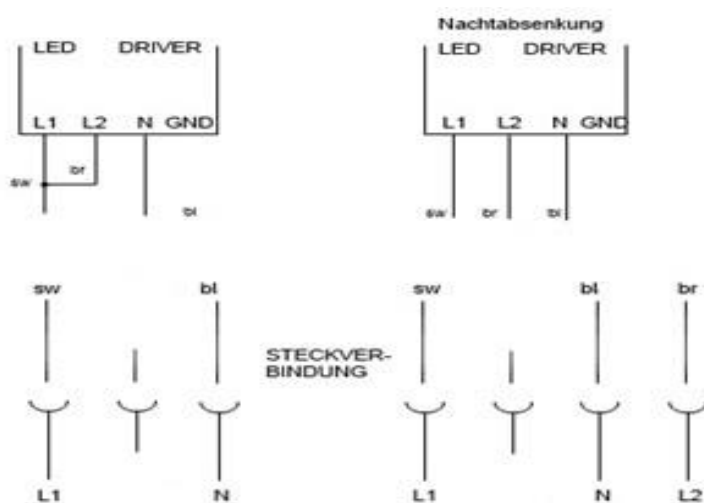 Nachtabsenkung
LED DRIVER
LED DRIVER
L1 L2 N GND
L1 L2 N GND
sw br bl
sw br bl
sw bl
sw bl br
STECKVER-
BINDUNG
L1 N
L1 N L2